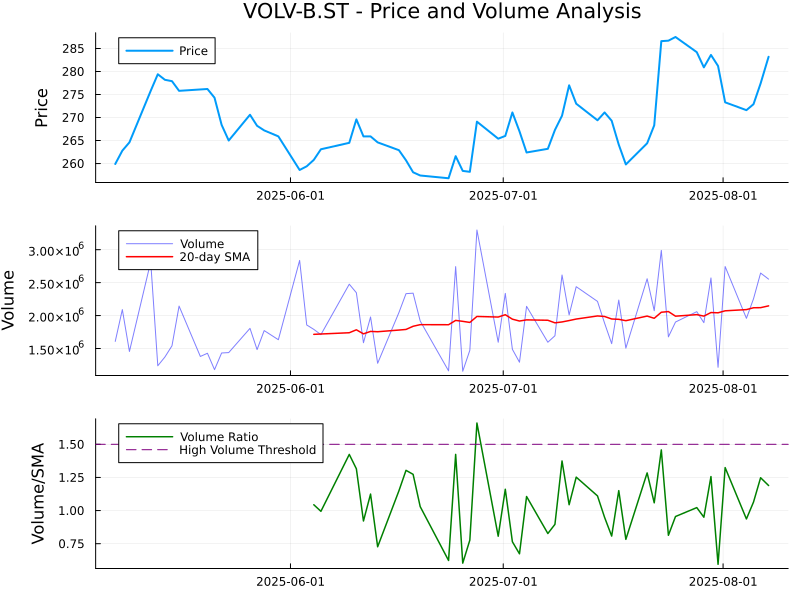 VOLV-B.ST - Price and Volume Analysis
Price
285
280
275
270
265
260
Price
2025-06-01
2025-07-01
2025-08-01
Volume
20-day SMA
3.00×10⁶
2.50×10⁶
2.00×10⁶
1.50×10⁶
Volume
2025-06-01
2025-07-01
2025-08-01
Volume Ratio
High Volume Threshold
1.50
1.25
1.00
0.75
Volume/SMA
2025-06-01
2025-07-01
2025-08-01